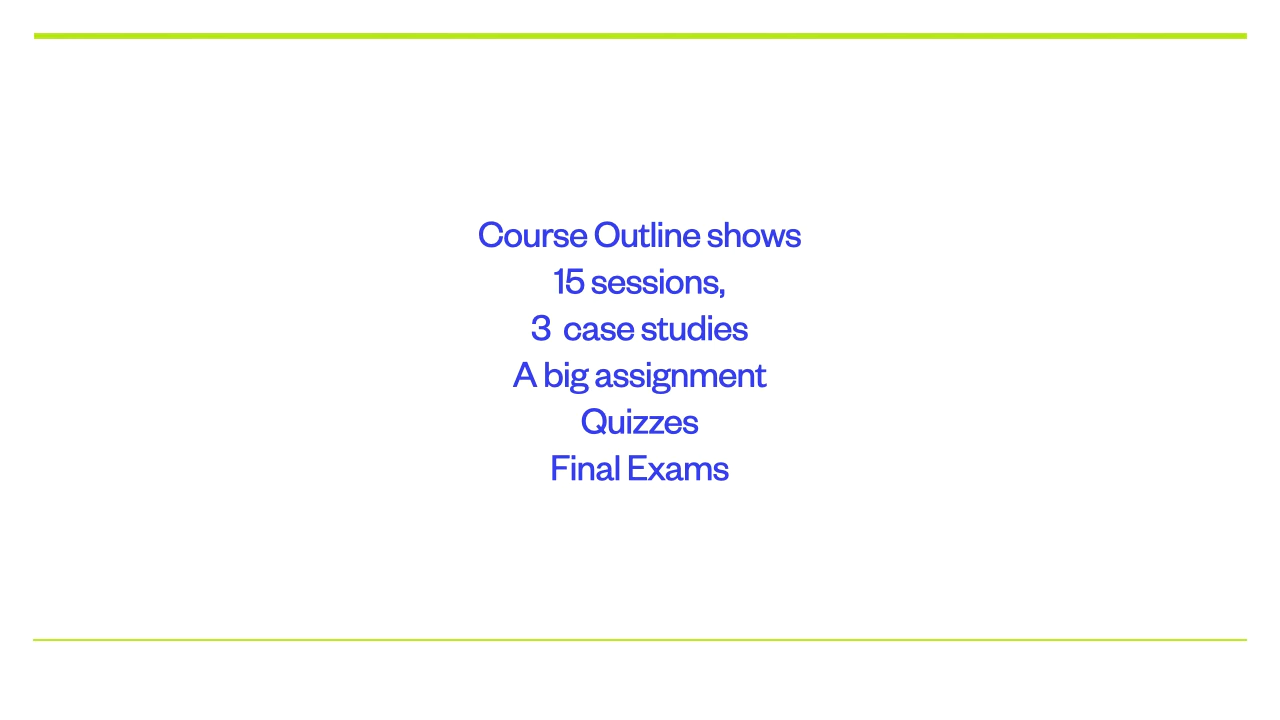 Course Outline shows
15 sessions,
3  case studies
A big assignment
Quizzes
Final Exams